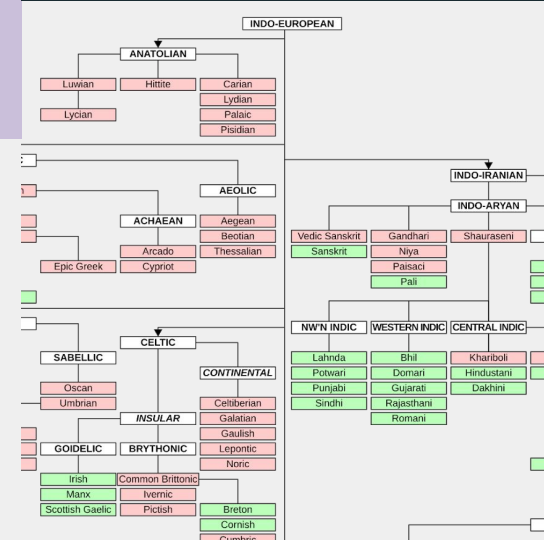 INDO-EUROPEAN
ANATOLIAN
Luwian
Hittite
Carian
Lydian
Lycian
Palaic
Pisidian
INDO-IRANIAN
AEOLIC
INDO-ARYAN
ACHAEAN
Aegean
Beotian
Arcado
Thessalian
Epic Greek
Cypriot
Vedic Sanskrit
Gandhari
Shauraseni
Sanskrit
Niya
Paisaci
Pali
NW'N INDIC
WESTERN INDIC
CENTRAL INDIC
Lahnda
Bhil
Khariboli
Potwari
Domari
Hindustani
Punjabi
Gujarati
Dakhini
Sindhi
Rajasthani
Romani
CELTIC
SABELLIC
CONTINENTAL
Oscan
Umbrian
Celtiberian
INSULAR
Galatian
Gaulish
GOIDELIC
BRYTHONIC
Lepontic
Noric
Irish
Common Brittonic
Manx
Ivernic
Scottish Gaelic
Pictish
Breton
Cornish
Cumbric